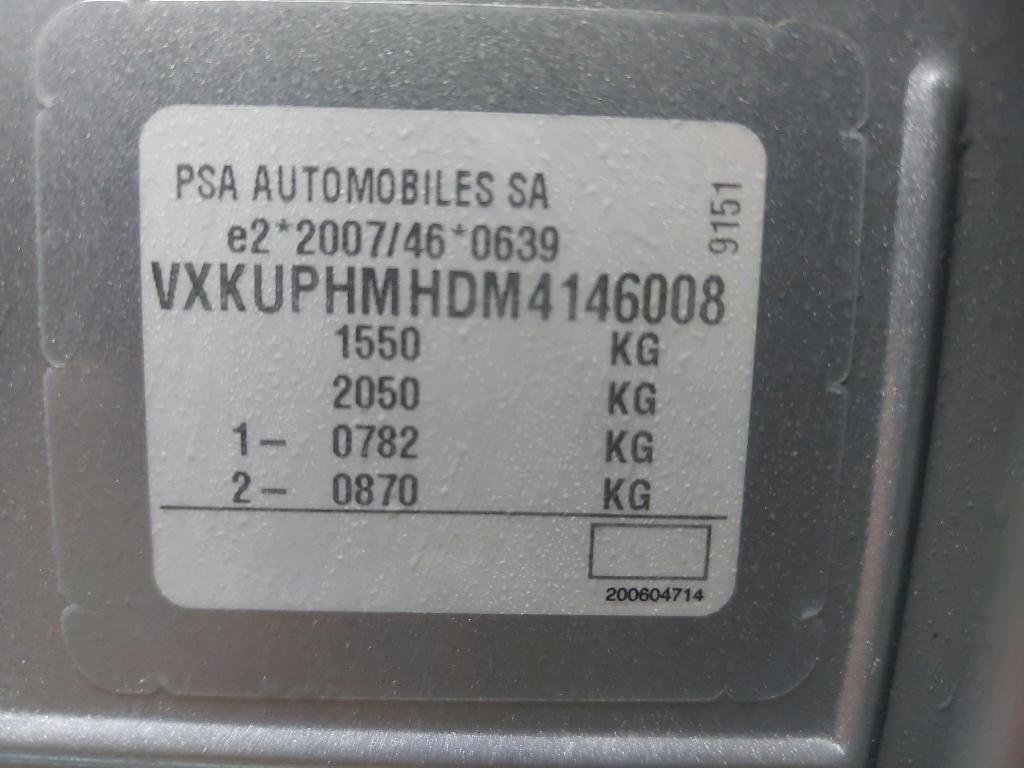 PSA AUTOMOBILES SA
e2*2007/46*0639
9151
VXKUPHMHDM4146008
1550 KG
2050 KG
1- 0782 KG
2- 0870 KG
200604714